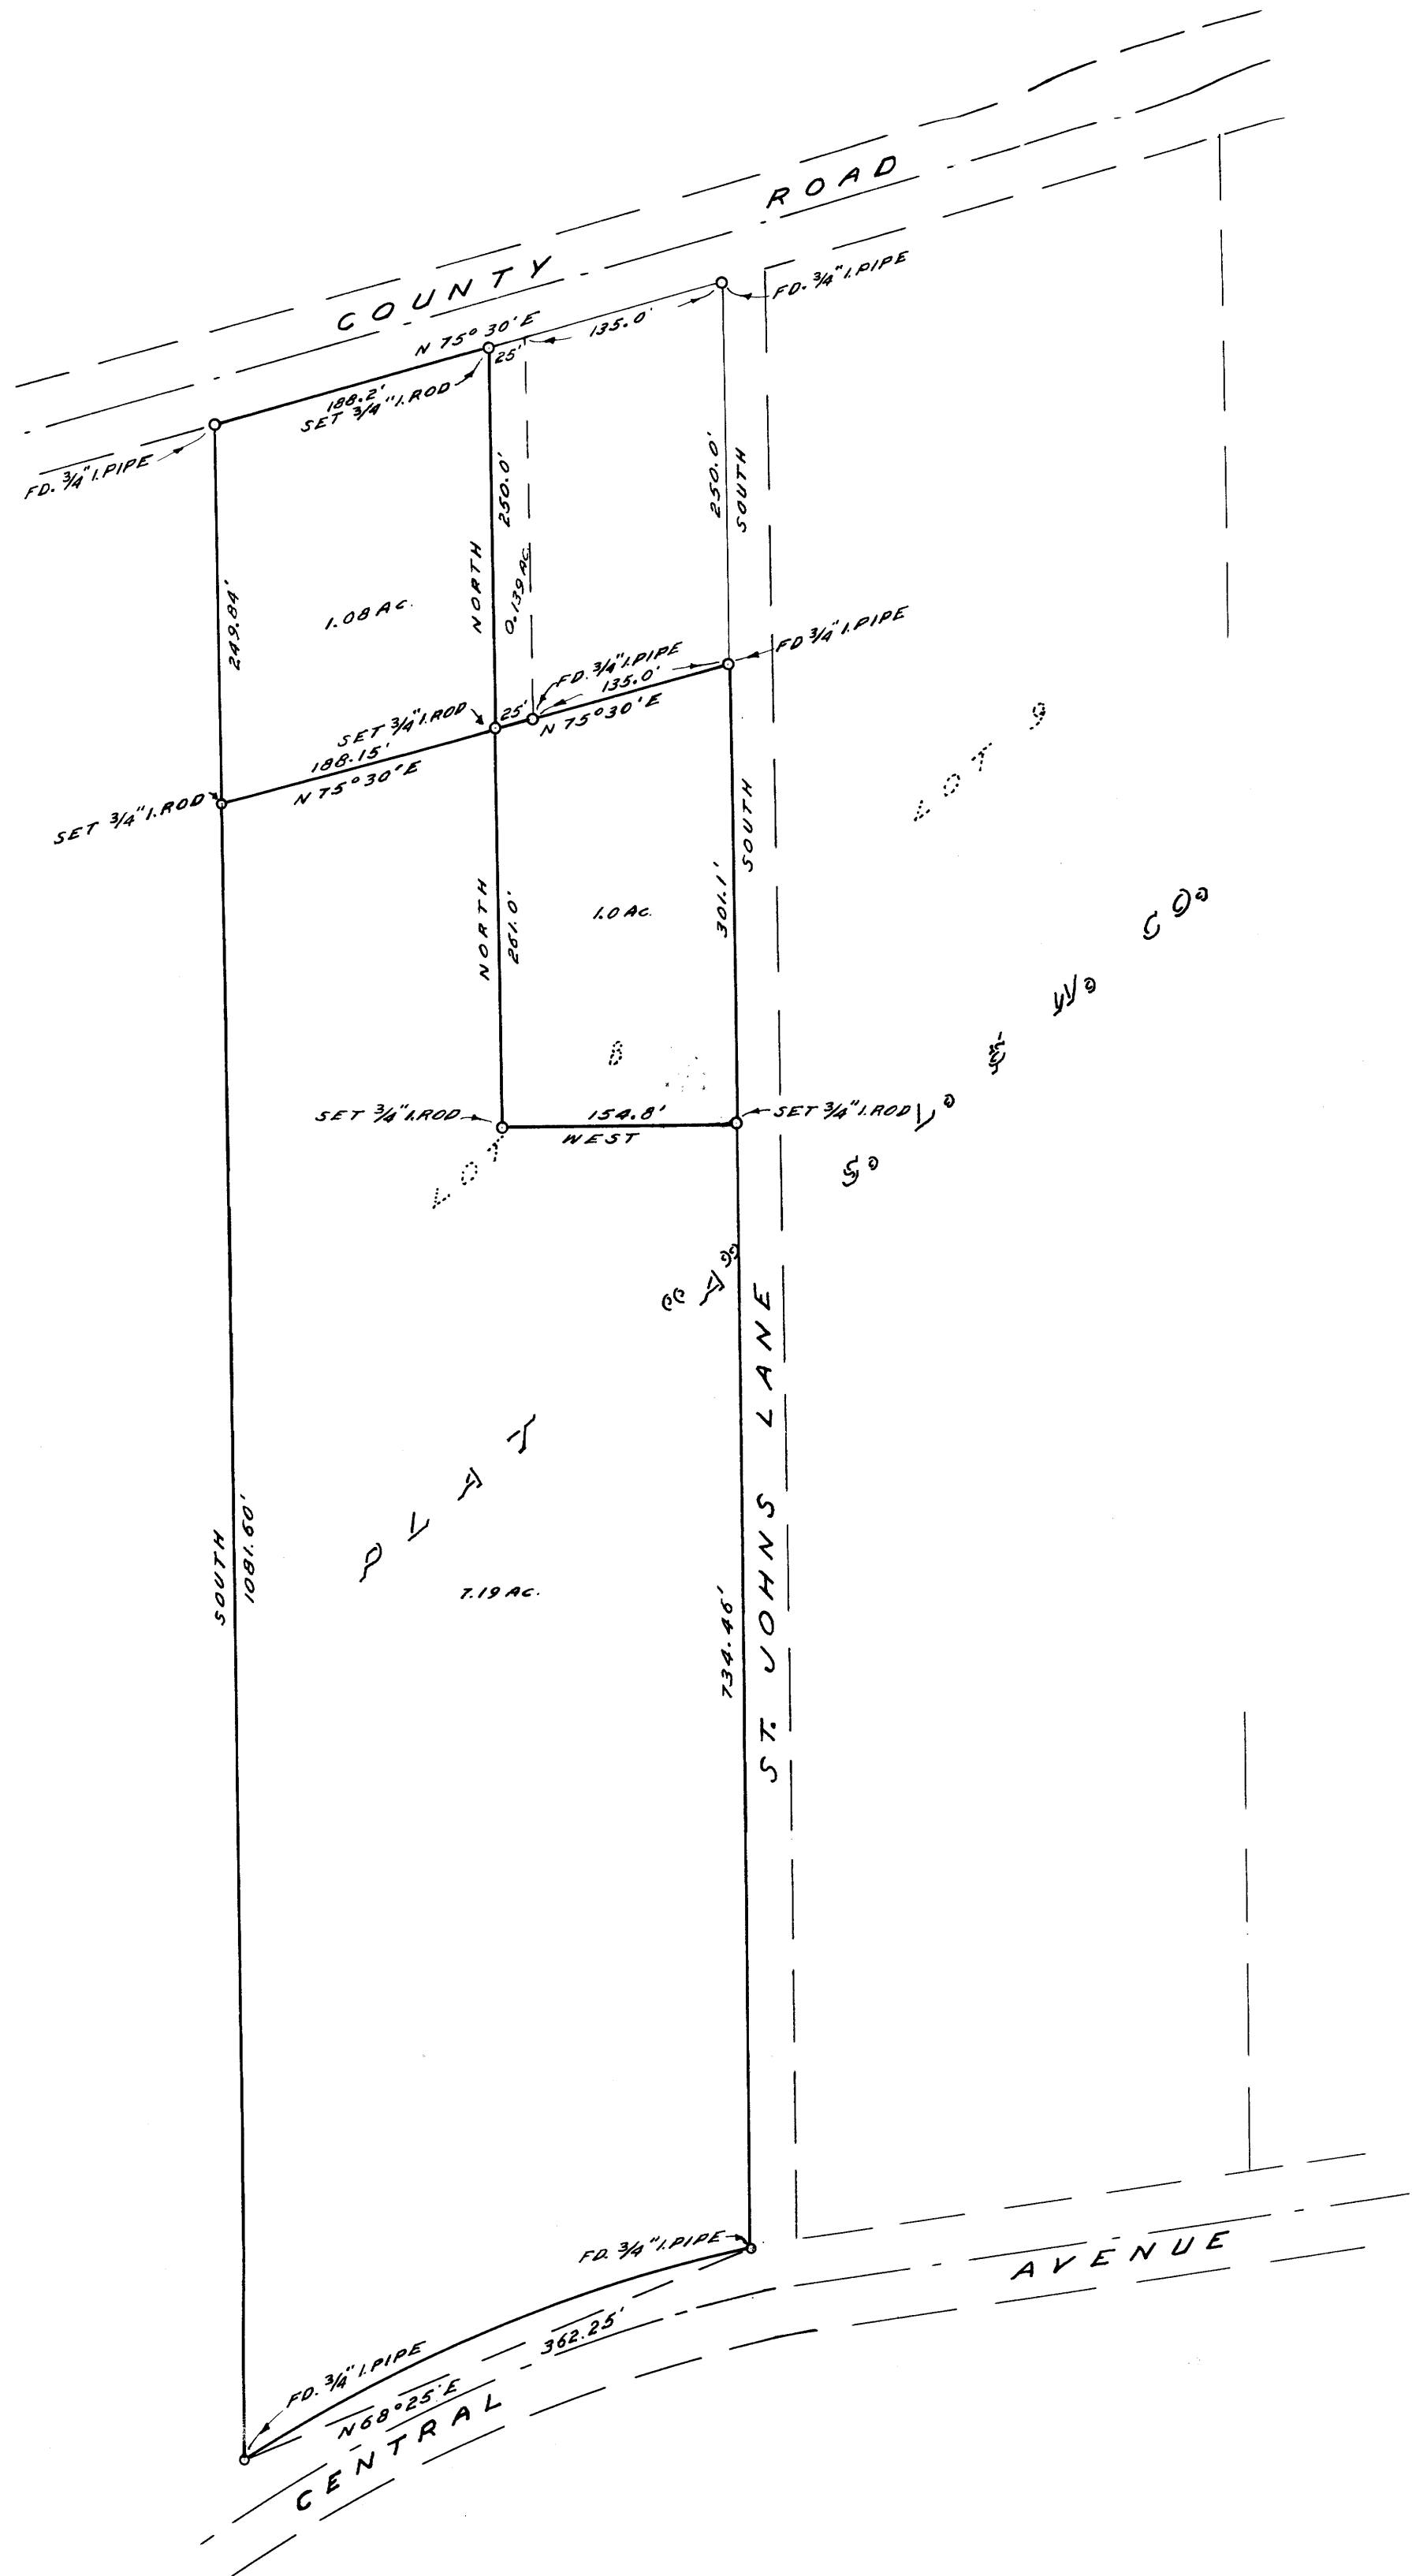 COUNTY ROAD
FD. 3/4" I. PIPE
N 75° 30' E
135.0'
25'
188.2'
SET 3/4" I. ROD
FD. 3/4" I. PIPE
250.0'
250.0'
SOUTH
NORTH
0.139 AC.
1.08 AC.
249.84'
FD 3/4" I. PIPE
FD. 3/4" I. PIPE
135.0'
25'
N 75° 30' E
SET 3/4" I. ROD
188.15'
N 75° 30' E
SET 3/4" I. ROD
LOT 9
SOUTH
301.1'
NORTH
261.0'
1.0 Ac.
8
SET 3/4" I. ROD
154.8'
WEST
SET 3/4" I. ROD
LOT
ST. JOHNS LANE
PLAT
SOUTH
1081.60'
7.19 AC.
734.46'
FD. 3/4" I. PIPE
AVENUE
362.25'
FD. 3/4" I. PIPE
N 68° 25' E
CENTRAL